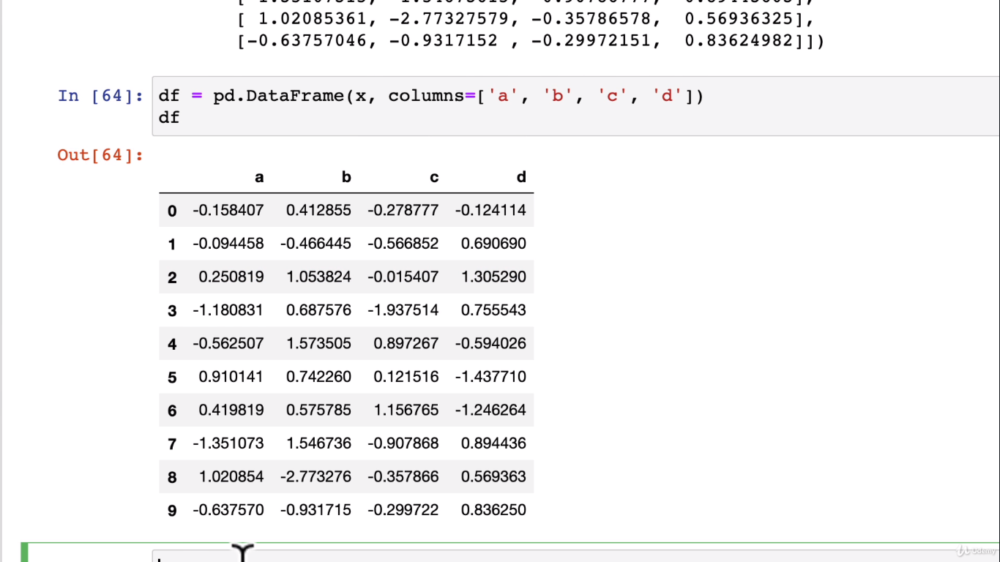 [ 1.02085361, -2.77327579, -0.35786578,  0.56936325],
[-0.63757046, -0.9317152 , -0.29972151,  0.83624982]])
In [64]: df = pd.DataFrame(x, columns=['a', 'b', 'c', 'd'])
df
Out[64]:
a b c d
0 -0.158407 0.412855 -0.278777 -0.124114
1 -0.094458 -0.466445 -0.566852 0.690690
2 0.250819 1.053824 -0.015407 1.305290
3 -1.180831 0.687576 -1.937514 0.755543
4 -0.562507 1.573505 0.897267 -0.594026
5 0.910141 0.742260 0.121516 -1.437710
6 0.419819 0.575785 1.156765 -1.246264
7 -1.351073 1.546736 -0.907868 0.894436
8 1.020854 -2.773276 -0.357866 0.569363
9 -0.637570 -0.931715 -0.299722 0.836250
Udemy